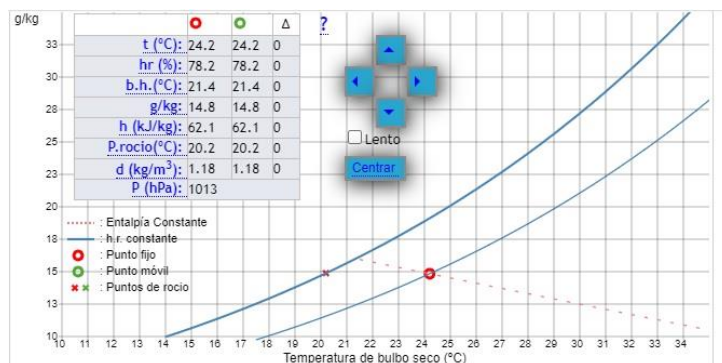 g/kg
Δ
?
t (ºC): 24.2 24.2 0
hr (%): 78.2 78.2 0
b.h.(ºC): 21.4 21.4 0
g/kg: 14.8 14.8 0
h (kJ/kg): 62.1 62.1 0
P.rocio(ºC): 20.2 20.2 0
d (kg/m³): 1.18 1.18 0
P (hPa): 1013
Lento
Centrar
33
30
28
25
23
20
18
15
13
10
: Entalpía Constante
: h.r. constante
: Punto fijo
: Punto móvil
: Puntos de rocio
10 11 12 13 14 15 16 17 18 19 20 21 22 23 24 25 26 27 28 29 30 31 32 33 34
Temperatura de bulbo seco (ºC)